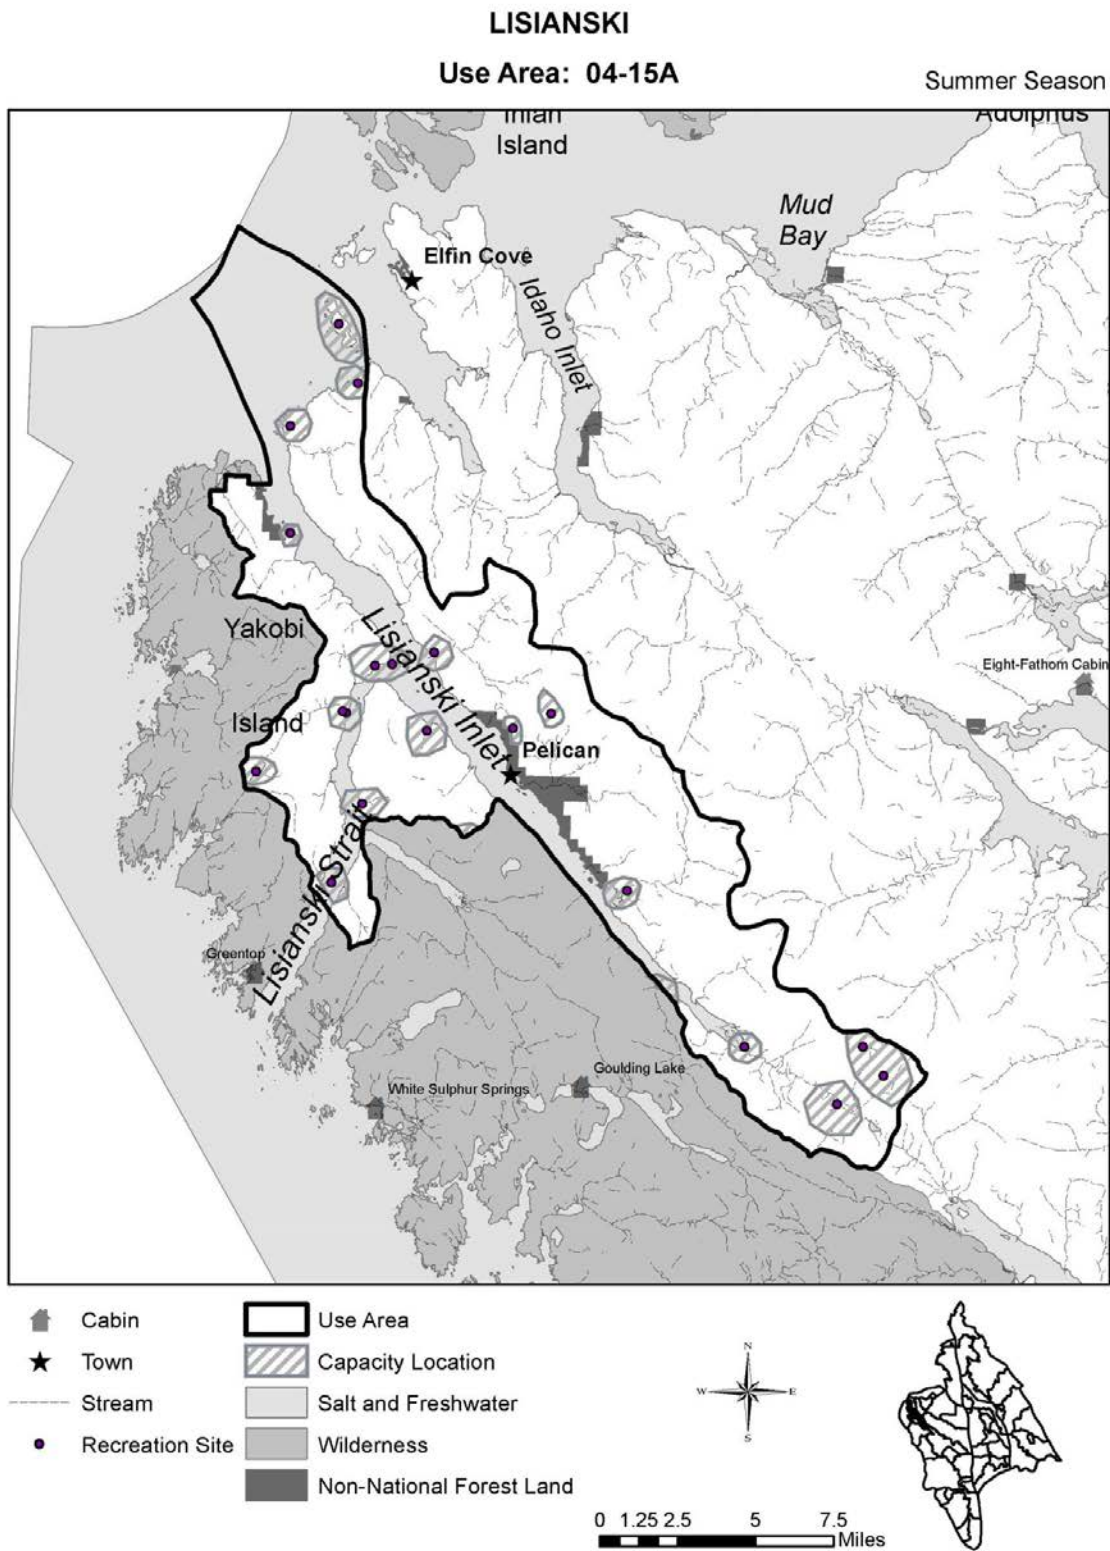 LISIANSKI
Use Area: 04-15A
Summer Season
Inian
Island
Adolphus
Mud
Bay
Elfin Cove
Idaho Inlet
Yakobi
Lisianski Inlet
Eight-Fathom Cabin
Island
Pelican
Lisianski Strait
Greentop
Goulding Lake
White Sulphur Springs
Cabin
Use Area
Town
Capacity Location
Stream
Salt and Freshwater
Recreation Site
Wilderness
Non-National Forest Land
N
W
E
S
0 1.25 2.5 5 7.5
Miles